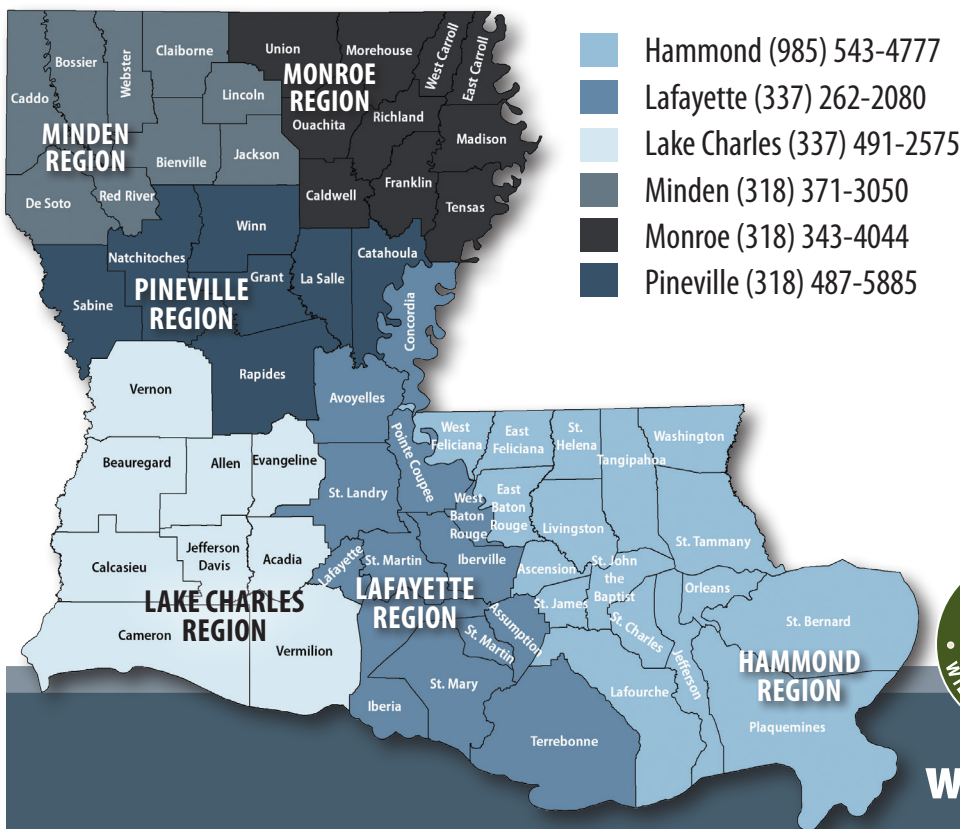 Hammond (985) 543-4777
Lafayette (337) 262-2080
Lake Charles (337) 491-2575
Minden (318) 371-3050
Monroe (318) 343-4044
Pineville (318) 487-5885
Caddo
Bossier
Webster
Claiborne
Lincoln
MINDEN
REGION
Bienville
Jackson
De Soto
Red River
Union
Morehouse
West Carroll
East Carroll
MONROE
REGION
Ouachita
Richland
Madison
Caldwell
Franklin
Tensas
Winn
Natchitoches
Grant
La Salle
Catahoula
Sabine
PINEVILLE
REGION
Rapides
Concordia
Vernon
Avoyelles
Beauregard
Allen
Evangeline
St. Landry
Pointe Coupee
West
Feliciana
East
Feliciana
St.
Helena
Tangipahoa
Washington
West
Baton
Rouge
East
Baton
Rouge
Livingston
St. Tammany
Calcasieu
Jefferson
Davis
Acadia
Lafayette
St. Martin
Iberville
Ascension
St. John
the
Baptist
Orleans
LAKE CHARLES
REGION
LAFAYETTE
REGION
St. James
Assumption
St. Charles
St. Bernard
Cameron
Vermilion
St. Martin
St. Mary
Iberia
Terrebonne
Lafourche
Jefferson
HAMMOND
REGION
Plaquemines